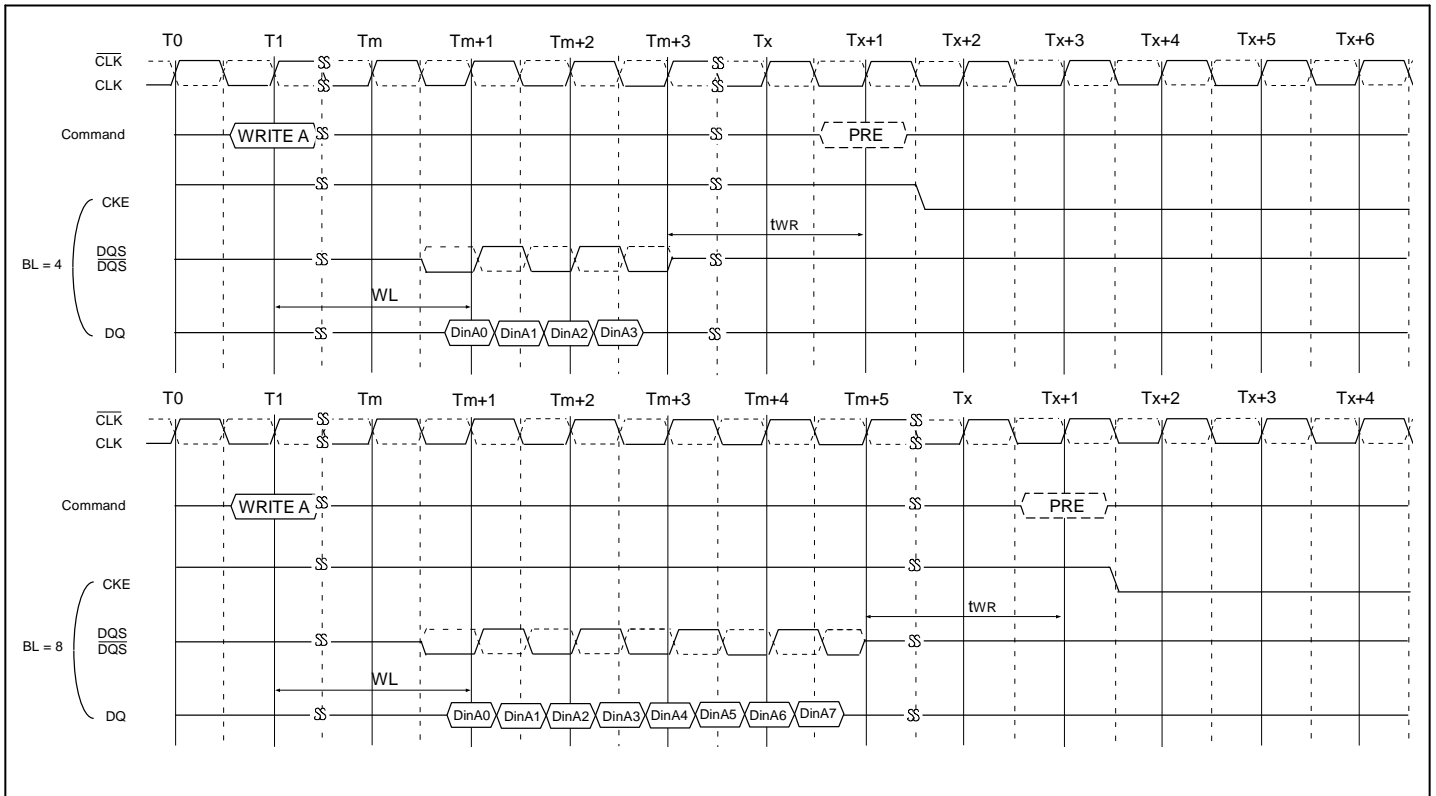 T0 T1 Tm Tm+1 Tm+2 Tm+3 Tx Tx+1 Tx+2 Tx+3 Tx+4 Tx+5 Tx+6
CLK
CLK
Command WRITE A PRE
CKE
tWR
BL = 4
DQS
DQS
WL
DQ DinA0 DinA1 DinA2 DinA3
T0 T1 Tm Tm+1 Tm+2 Tm+3 Tm+4 Tm+5 Tx Tx+1 Tx+2 Tx+3 Tx+4
CLK
CLK
Command WRITE A PRE
CKE
tWR
BL = 8
DQS
DQS
WL
DQ DinA0 DinA1 DinA2 DinA3 DinA4 DinA5 DinA6 DinA7